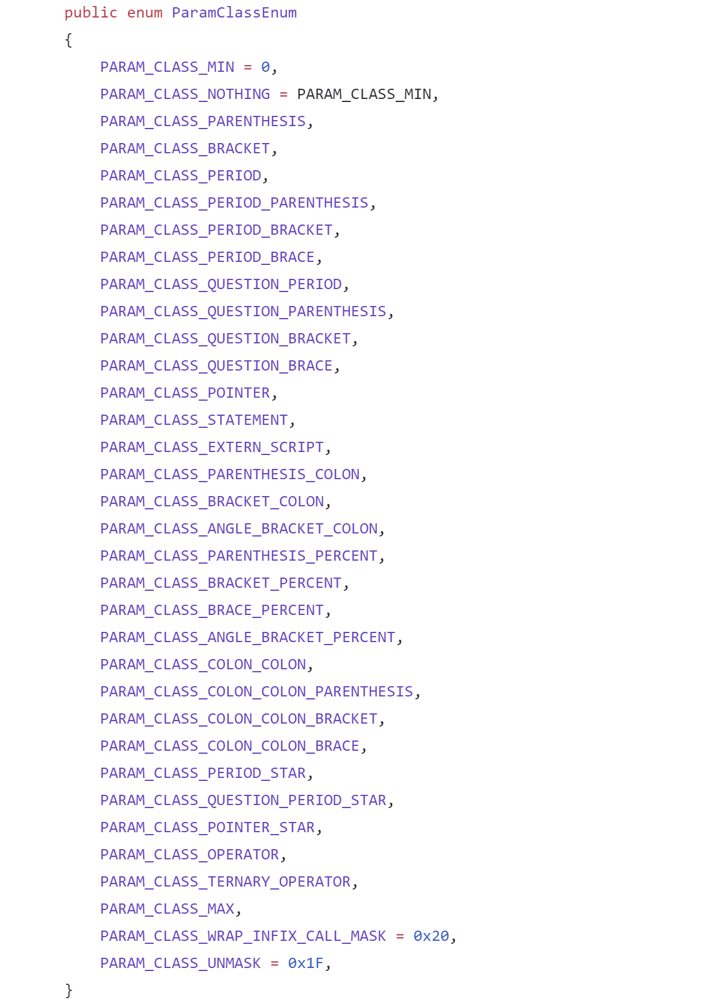 public enum ParamClassEnum
{
PARAM_CLASS_MIN = 0,
PARAM_CLASS_NOTHING = PARAM_CLASS_MIN,
PARAM_CLASS_PARENTHESIS,
PARAM_CLASS_BRACKET,
PARAM_CLASS_PERIOD,
PARAM_CLASS_PERIOD_PARENTHESIS,
PARAM_CLASS_PERIOD_BRACKET,
PARAM_CLASS_PERIOD_BRACE,
PARAM_CLASS_QUESTION_PERIOD,
PARAM_CLASS_QUESTION_PARENTHESIS,
PARAM_CLASS_QUESTION_BRACKET,
PARAM_CLASS_QUESTION_BRACE,
PARAM_CLASS_POINTER,
PARAM_CLASS_STATEMENT,
PARAM_CLASS_EXTERN_SCRIPT,
PARAM_CLASS_PARENTHESIS_COLON,
PARAM_CLASS_BRACKET_COLON,
PARAM_CLASS_ANGLE_BRACKET_COLON,
PARAM_CLASS_PARENTHESIS_PERCENT,
PARAM_CLASS_BRACKET_PERCENT,
PARAM_CLASS_BRACE_PERCENT,
PARAM_CLASS_ANGLE_BRACKET_PERCENT,
PARAM_CLASS_COLON_COLON,
PARAM_CLASS_COLON_COLON_PARENTHESIS,
PARAM_CLASS_COLON_COLON_BRACKET,
PARAM_CLASS_COLON_COLON_BRACE,
PARAM_CLASS_PERIOD_STAR,
PARAM_CLASS_QUESTION_PERIOD_STAR,
PARAM_CLASS_POINTER_STAR,
PARAM_CLASS_OPERATOR,
PARAM_CLASS_TERNARY_OPERATOR,
PARAM_CLASS_MAX,
PARAM_CLASS_WRAP_INFIX_CALL_MASK = 0x20,
PARAM_CLASS_UNMASK = 0x1F,
}